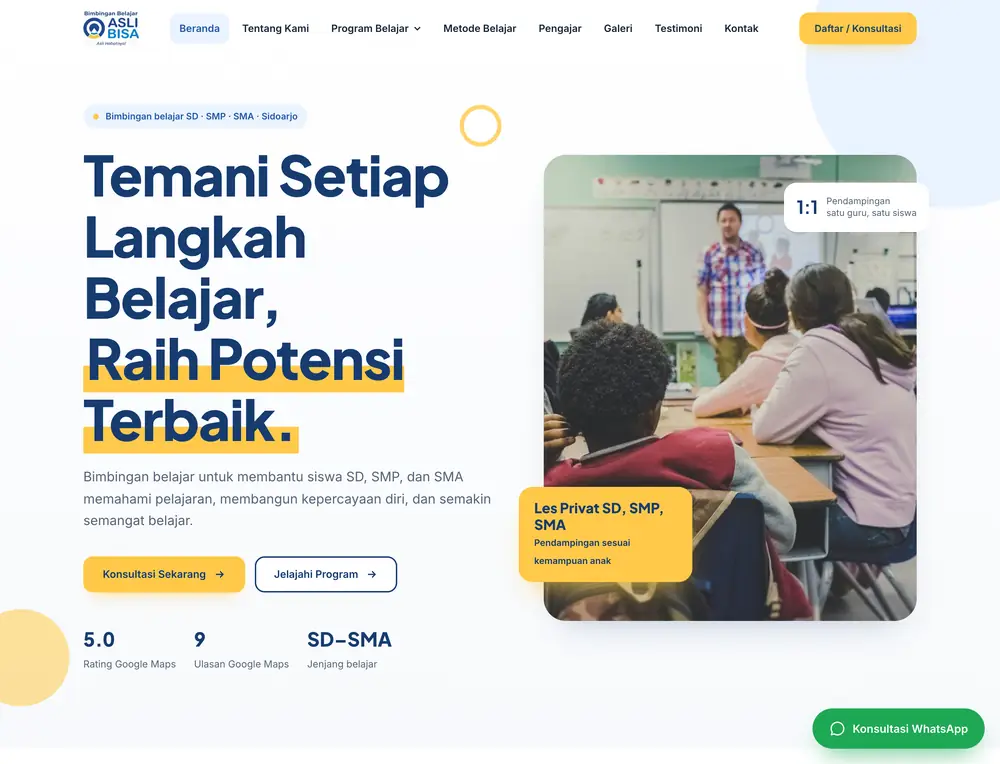 Bimbingan Belajar
ASLI
BISA
Asli Hebatnya!
Beranda
Tentang Kami
Program Belajar
Metode Belajar
Pengajar
Galeri
Testimoni
Kontak
Daftar / Konsultasi
Bimbingan belajar SD · SMP · SMA · Sidoarjo
Temani Setiap
Langkah
Belajar,
Raih Potensi
Terbaik.
Bimbingan belajar untuk membantu siswa SD, SMP, dan SMA
memahami pelajaran, membangun kepercayaan diri, dan semakin
semangat belajar.
Konsultasi Sekarang →
Jelajahi Program →
5.0
Rating Google Maps
9
Ulasan Google Maps
SD–SMA
Jenjang belajar
1:1
Pendampingan
satu guru, satu siswa
Les Privat SD, SMP,
SMA
Pendampingan sesuai
kemampuan anak
Konsultasi WhatsApp